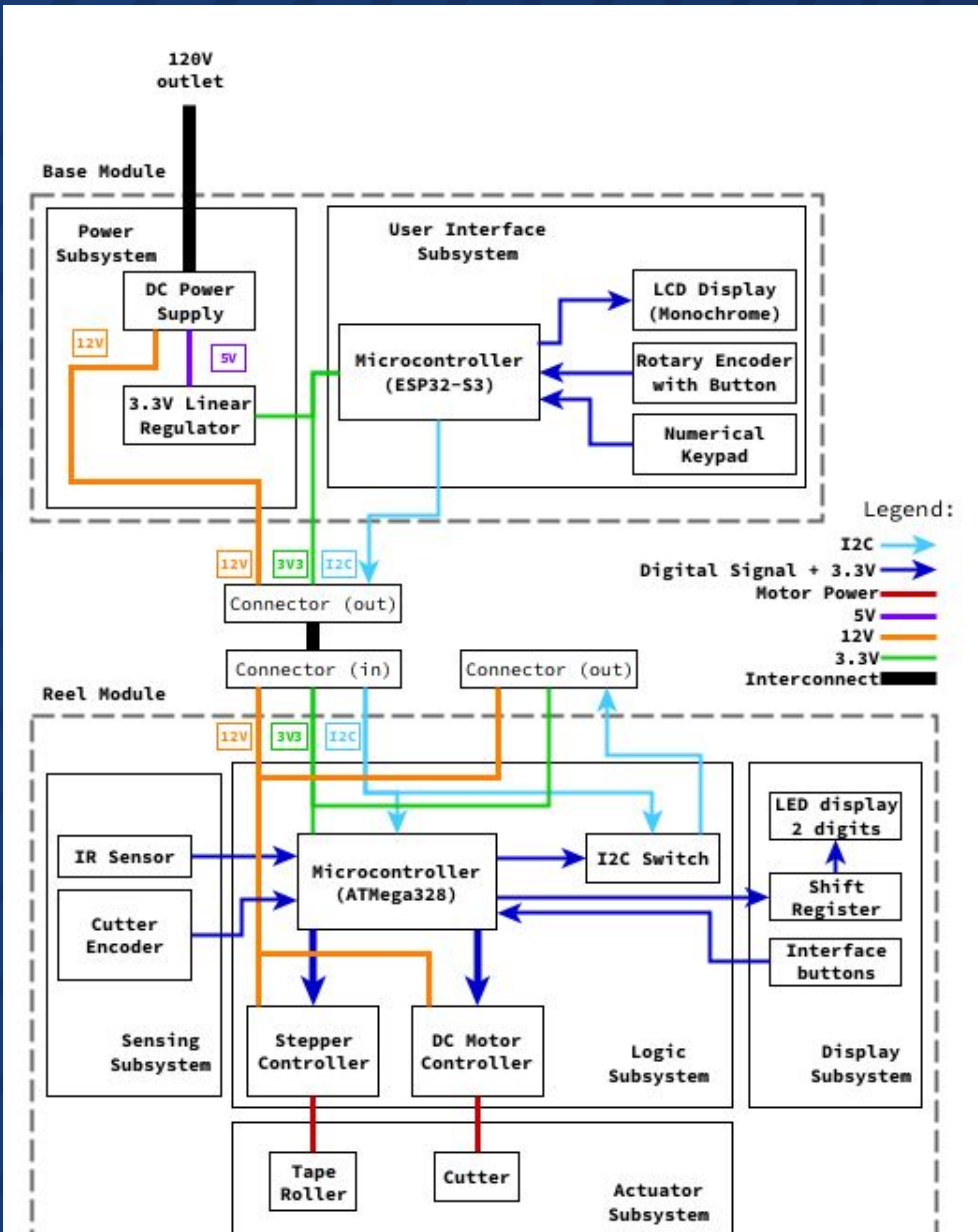 120V
outlet
Base Module
Power
Subsystem
DC Power
Supply
12V
5V
3.3V Linear
Regulator
User Interface
Subsystem
Microcontroller
(ESP32-S3)
LCD Display
(Monochrome)
Rotary Encoder
with Button
Numerical
Keypad
12V
3V3
I2C
Connector (out)
Legend:
I2C
Digital Signal + 3.3V
Motor Power
5V
12V
3.3V
Interconnect
Connector (in)
Connector (out)
Reel Module
12V
3V3
I2C
IR Sensor
Cutter
Encoder
Sensing
Subsystem
Microcontroller
(ATMega328)
I2C Switch
Stepper
Controller
DC Motor
Controller
Logic
Subsystem
LED display
2 digits
Shift
Register
Interface
buttons
Display
Subsystem
Tape
Roller
Cutter
Actuator
Subsystem